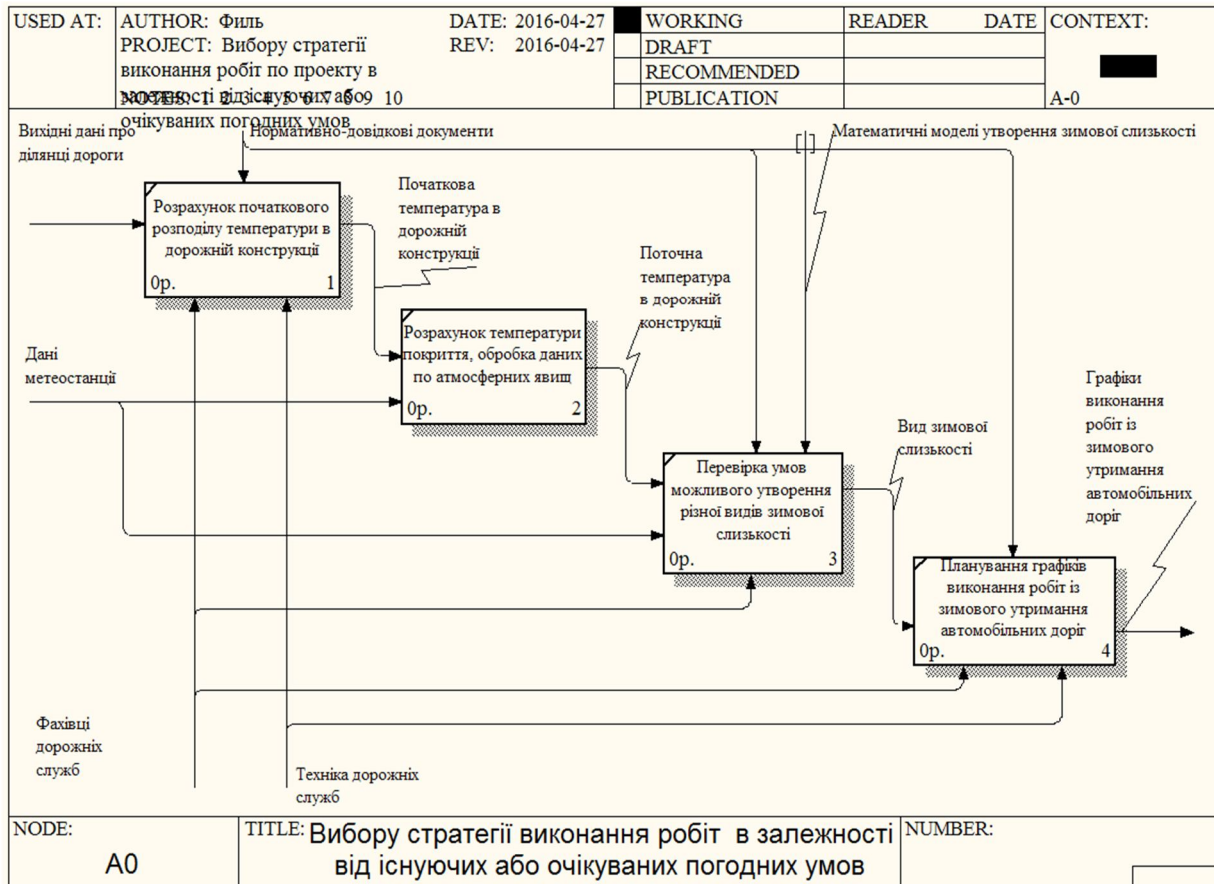 USED AT:
AUTHOR: Филь
DATE: 2016-04-27
PROJECT: Вибору стратегії
REV: 2016-04-27
виконання робіт по проекту в
залежності від існуючих або
очікуваних погодних умов
NOTES: 1 2 3 4 5 6 7 8 9 10
WORKING
DRAFT
RECOMMENDED
PUBLICATION
READER DATE
CONTEXT:
A-0
Вихідні дані про
ділянці дороги
Нормативно-довідкові документи
Математичні моделі утворення зимової слизькості
Розрахунок початкового
розподілу температури в
дорожній конструкції
0р. 1
Початкова
температура в
дорожній
конструкції
Поточна
температура
в дорожній
конструкції
Розрахунок температури
покриття, обробка даних
по атмосферних явищ
0р. 2
Дані
метеостанції
Графіки
виконання
робіт із
зимового
утримання
автомобільних
доріг
Вид зимової
слизькості
Перевірка умов
можливого утворення
різної видів зимової
слизькості
0р. 3
Планування графіків
виконання робіт із
зимового утримання
автомобільних доріг
0р. 4
Фахівці
дорожніх
служб
Техніка дорожніх
служб
NODE:
A0
TITLE: Вибору стратегії виконання робіт в залежності
від існуючих або очікуваних погодних умов
NUMBER: